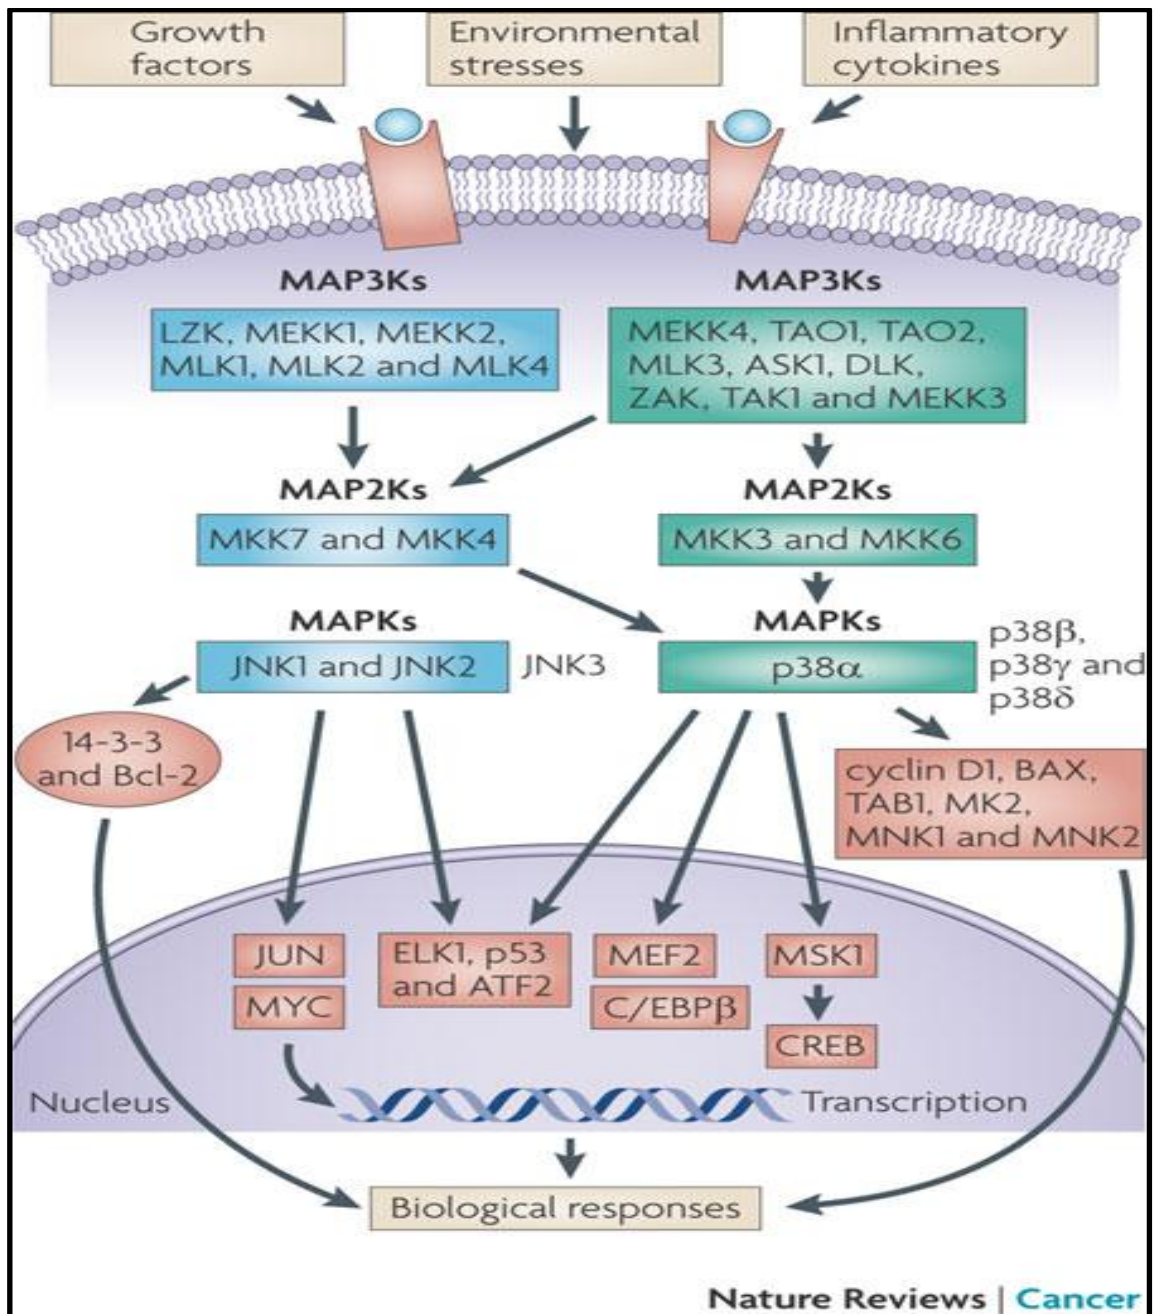 Growth
factors
Environmental
stresses
Inflammatory
cytokines
MAP3Ks
MAP3Ks
LZK, MEKK1, MEKK2,
MLK1, MLK2 and MLK4
MEKK4, TAO1, TAO2,
MLK3, ASK1, DLK,
ZAK, TAK1 and MEKK3
MAP2Ks
MAP2Ks
MKK7 and MKK4
MKK3 and MKK6
MAPKs
MAPKs
JNK1 and JNK2
JNK3
p38α
p38β,
p38γ and
p38δ
14-3-3
and Bcl-2
cyclin D1, BAX,
TAB1, MK2,
MNK1 and MNK2
JUN
MYC
ELK1, p53
and ATF2
MEF2
C/EBPβ
MSK1
CREB
Nucleus
Transcription
Biological responses
Nature Reviews | Cancer